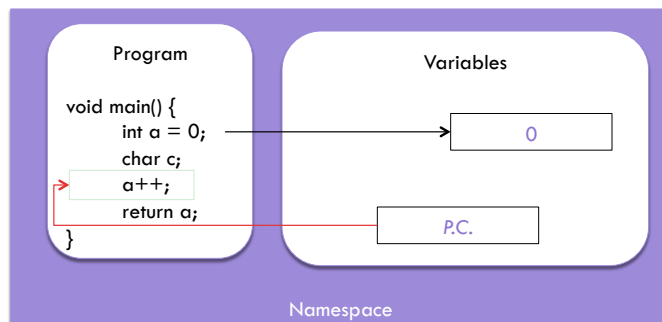 Program
void main() {
int a = 0;
char c;
a++;
return a;
}
Variables
0
P.C.
Namespace